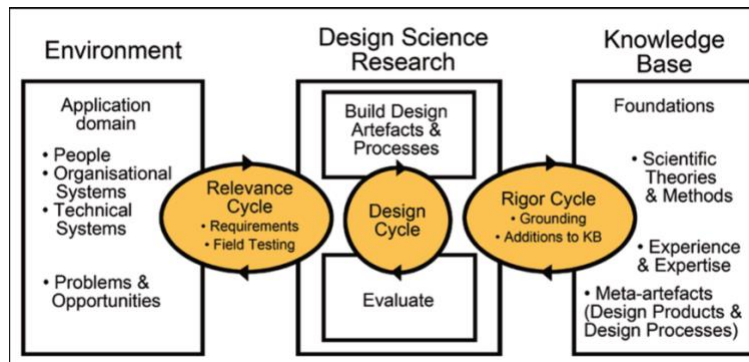 Environment
Application
domain
• People
• Organisational
Systems
• Technical
Systems
• Problems &
Opportunities
Relevance
Cycle
• Requirements
• Field Testing
Design Science
Research
Build Design
Artefacts &
Processes
Design
Cycle
Evaluate
Rigor Cycle
• Grounding
• Additions to KB
Knowledge
Base
Foundations
• Scientific
Theories
& Methods
• Experience
& Expertise
• Meta-artefacts
(Design Products &
Design Processes)